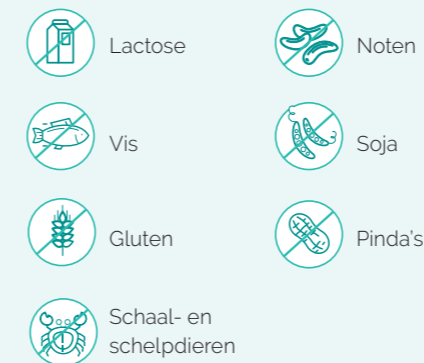 Lactose
Noten
Vis
Soja
Gluten
Pinda's
Schaal- en
schelpdieren